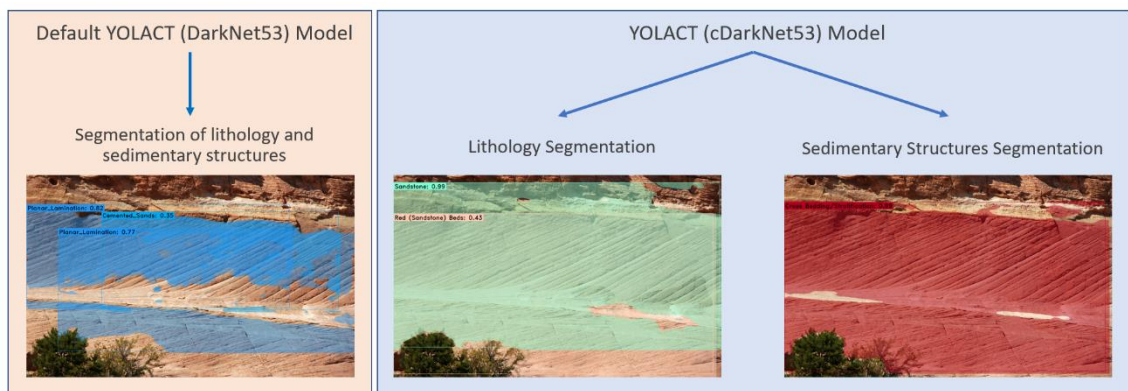 Default YOLACT (DarkNet53) Model
Segmentation of lithology and
sedimentary structures
Planar_Lamination: 0.82
Cemented_Sands: 0.35
Planar_Lamination: 0.77
YOLACT (cDarkNet53) Model
Lithology Segmentation
Sandstone: 0.99
Red (Sandstone) Beds: 0.43
Sedimentary Structures Segmentation